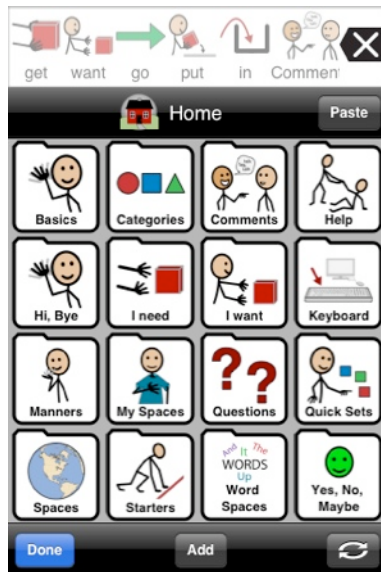 get want go put in Comment
Home Paste
Basics Categories Comments Help
Hi, Bye I need I want Keyboard
Manners My Spaces Questions Quick Sets
And It The
WORDS
Up
Spaces Starters Word Spaces Yes, No, Maybe
Done Add